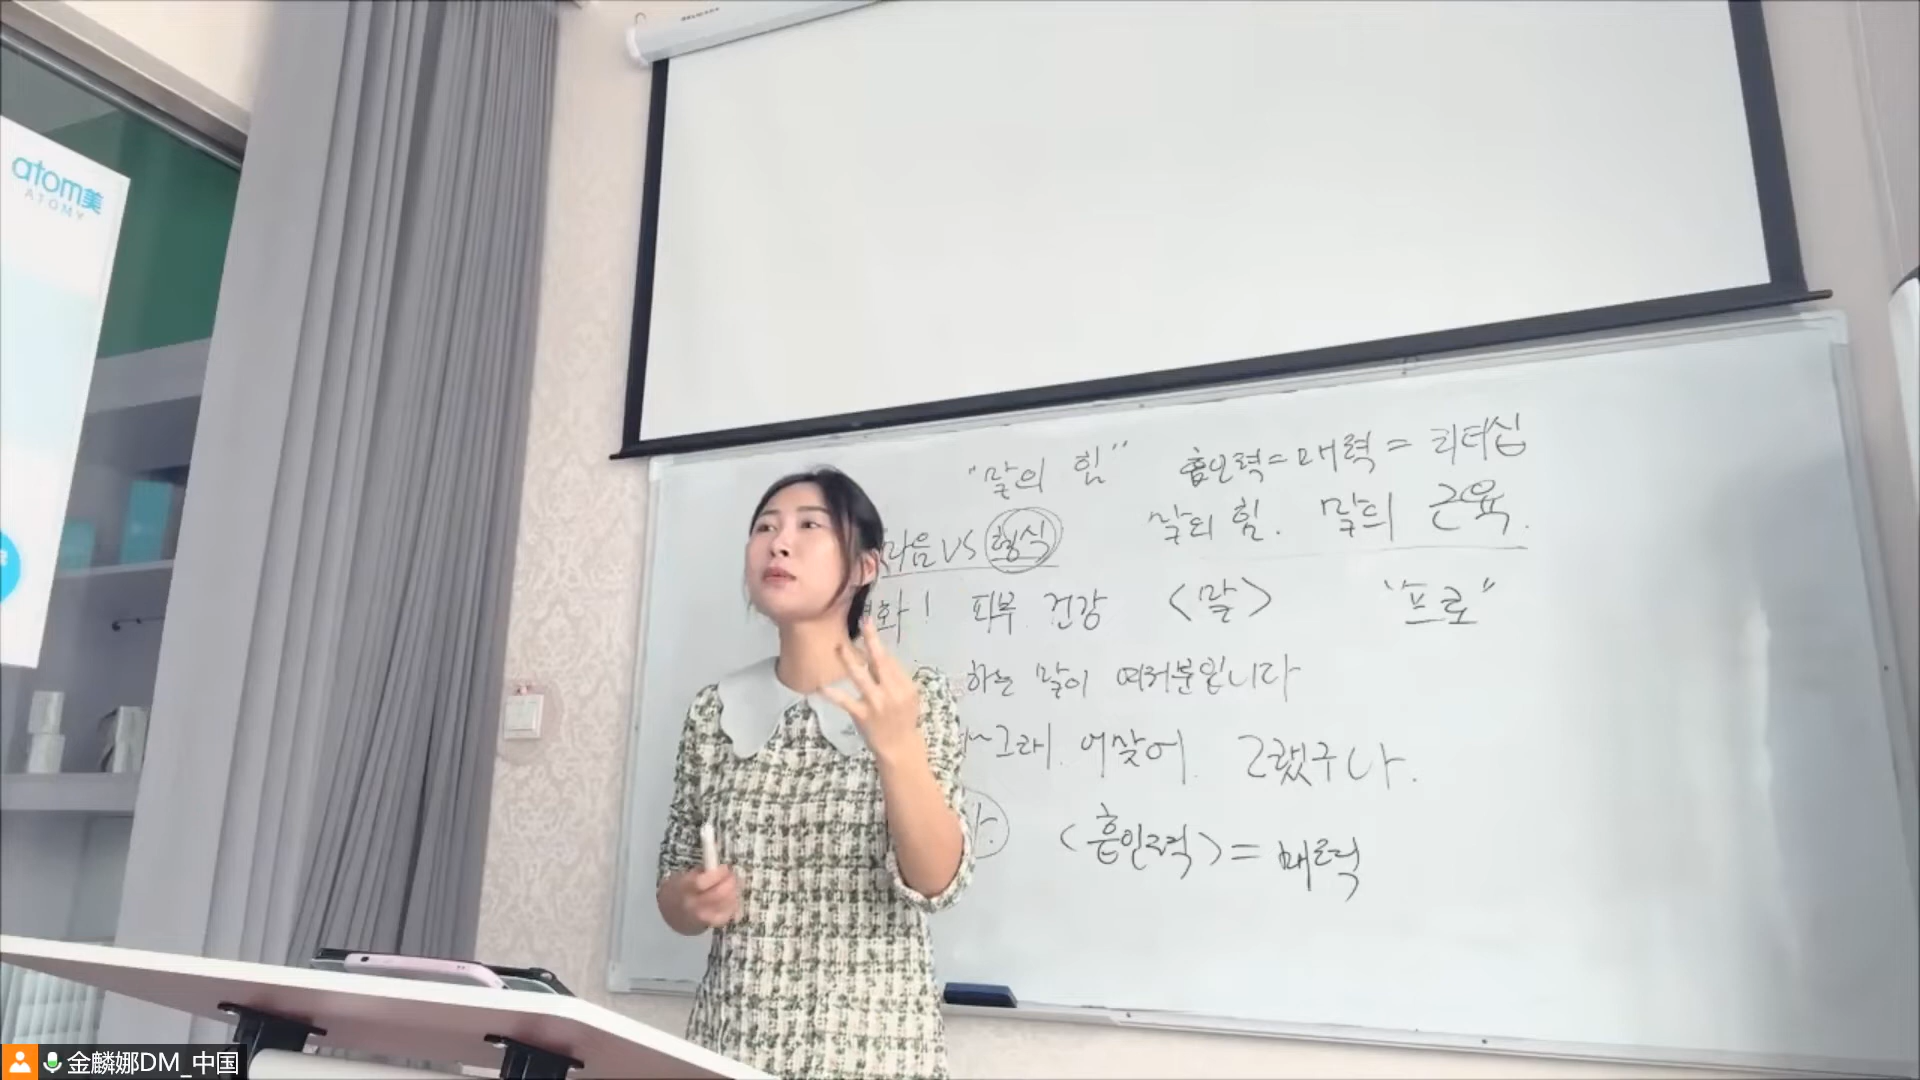 atom美
ATOMY
"말의 힘"
흡인력=매력=리더십
말의 힘. 말의 근육.
마음 VS 형식
화! 피부 건강
<말>
"프로"
하는 말이 여러분입니다
~그래. 어쩟어. 그랬구나.
<흡인력>=매력
金麟娜DM_中国